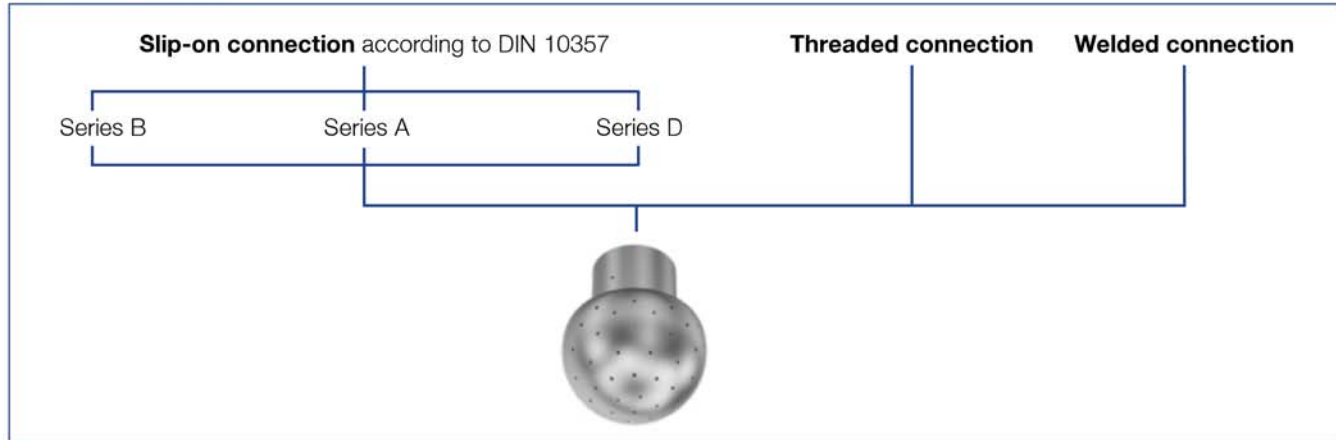 Slip-on connection according to DIN 10357
Threaded connection
Welded connection
Series B
Series A
Series D